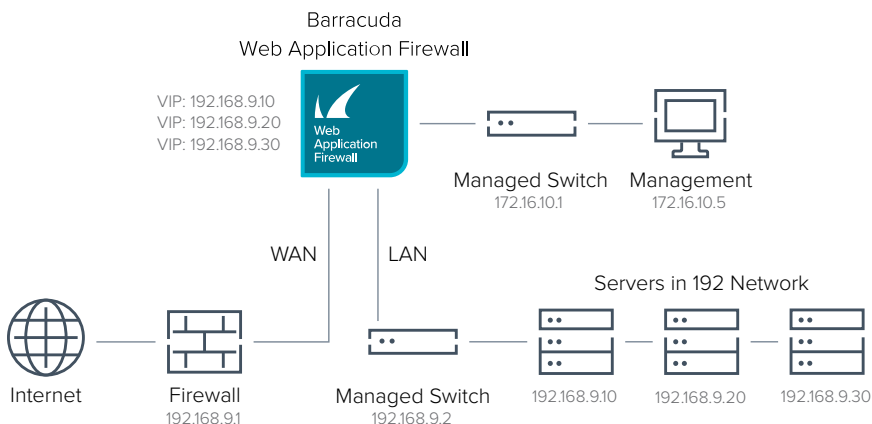 Barracuda
Web Application Firewall
VIP: 192.168.9.10
VIP: 192.168.9.20
VIP: 192.168.9.30
Web
Application
Firewall
Managed Switch
172.16.10.1
Management
172.16.10.5
WAN
LAN
Servers in 192 Network
Internet
Firewall
192.168.9.1
Managed Switch
192.168.9.2
192.168.9.10
192.168.9.20
192.168.9.30